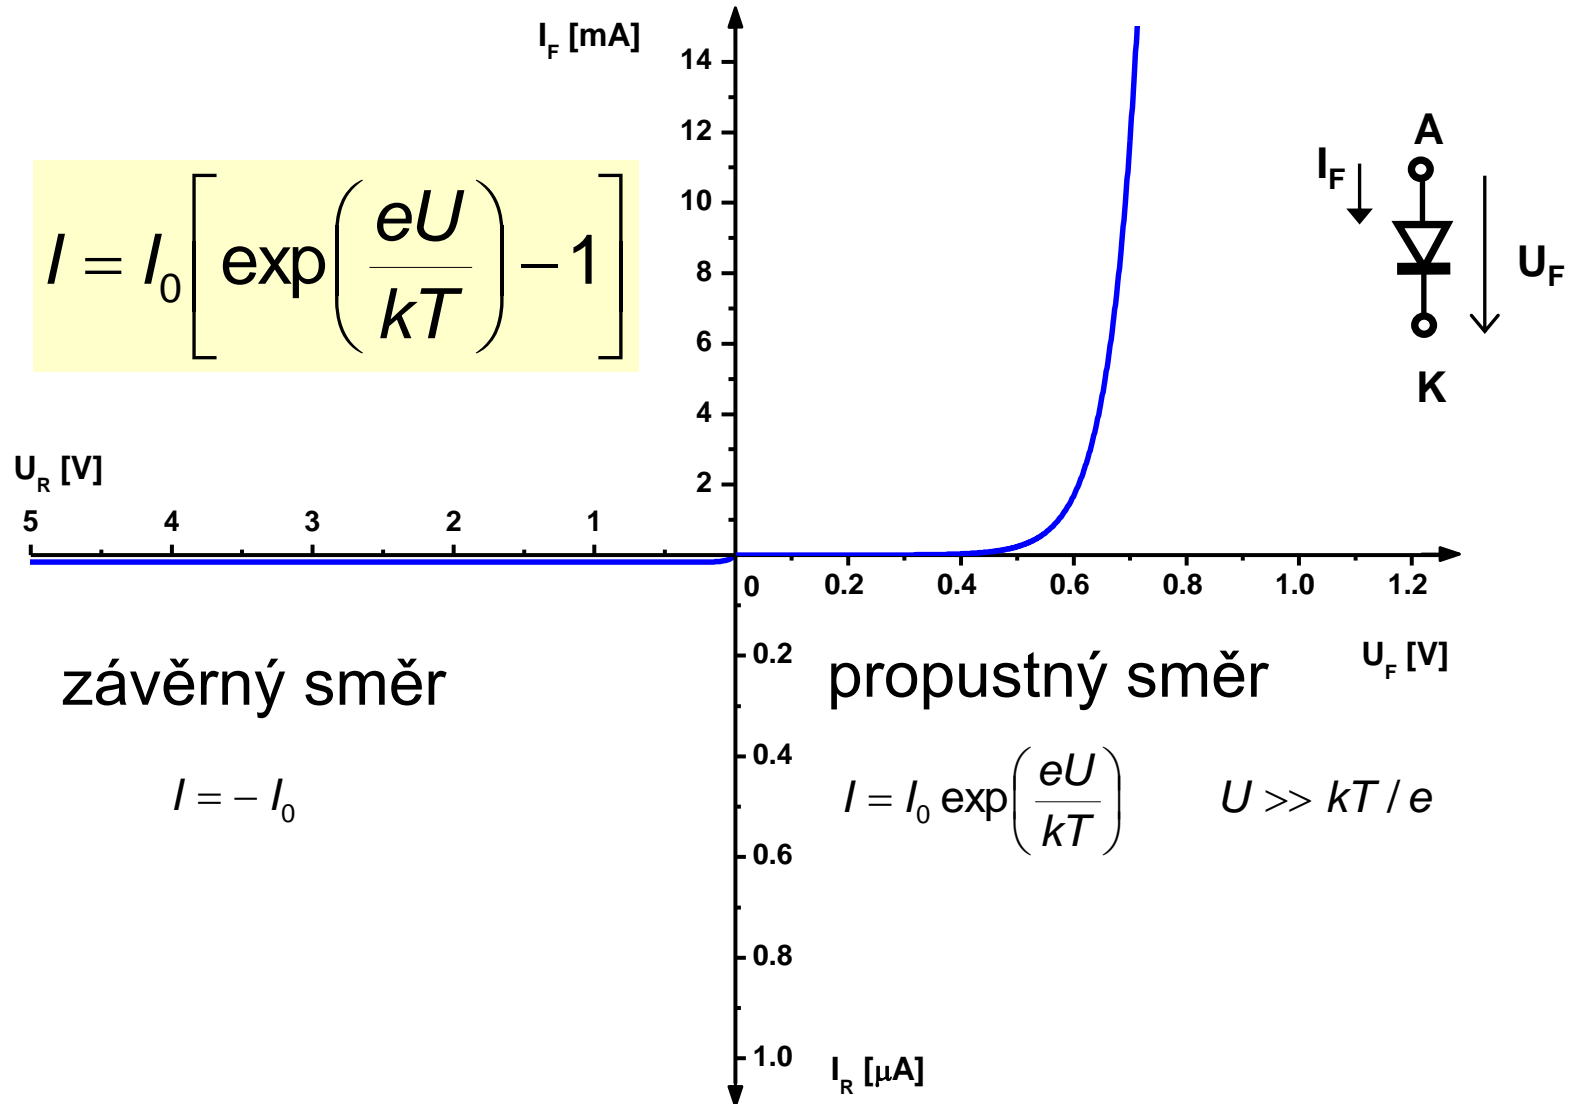 I_F [mA]
14
12
10
8
6
4
2
I = I_0 [ exp( eU / kT ) − 1 ]
A
I_F
U_F
K
U_R [V]
5 4 3 2 1
0 0.2 0.4 0.6 0.8 1.0 1.2
U_F [V]
závěrný směr
propustný směr
I = − I_0
I = I_0 exp( eU / kT ) U >> kT / e
0.2
0.4
0.6
0.8
1.0
I_R [µA]